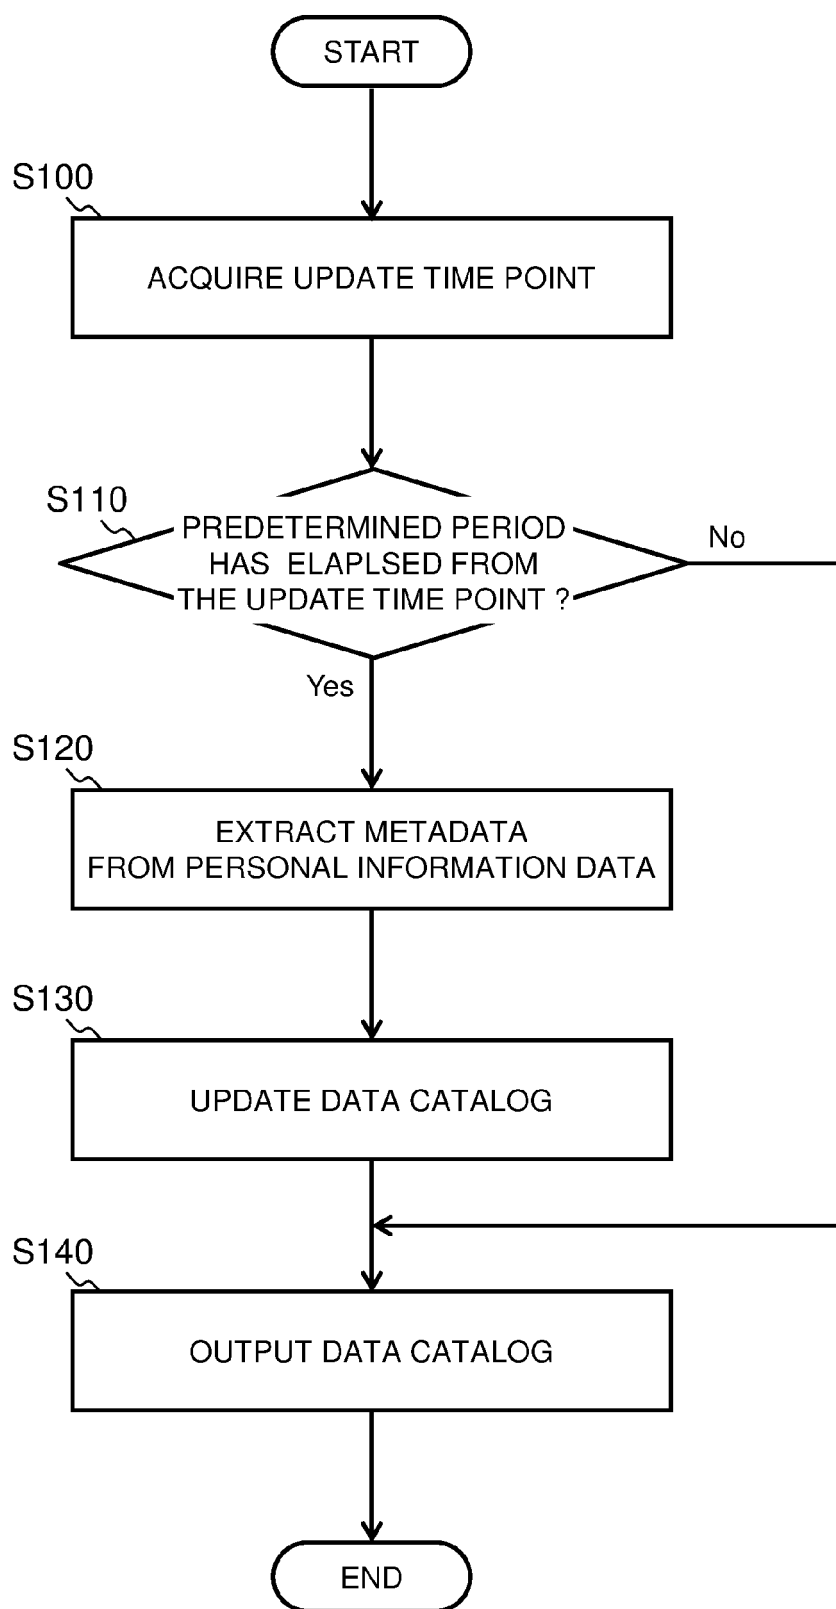 START
S100
ACQUIRE UPDATE TIME POINT
S110
PREDETERMINED PERIOD
HAS ELAPLSED FROM
THE UPDATE TIME POINT ?
No
Yes
S120
EXTRACT METADATA
FROM PERSONAL INFORMATION DATA
S130
UPDATE DATA CATALOG
S140
OUTPUT DATA CATALOG
END